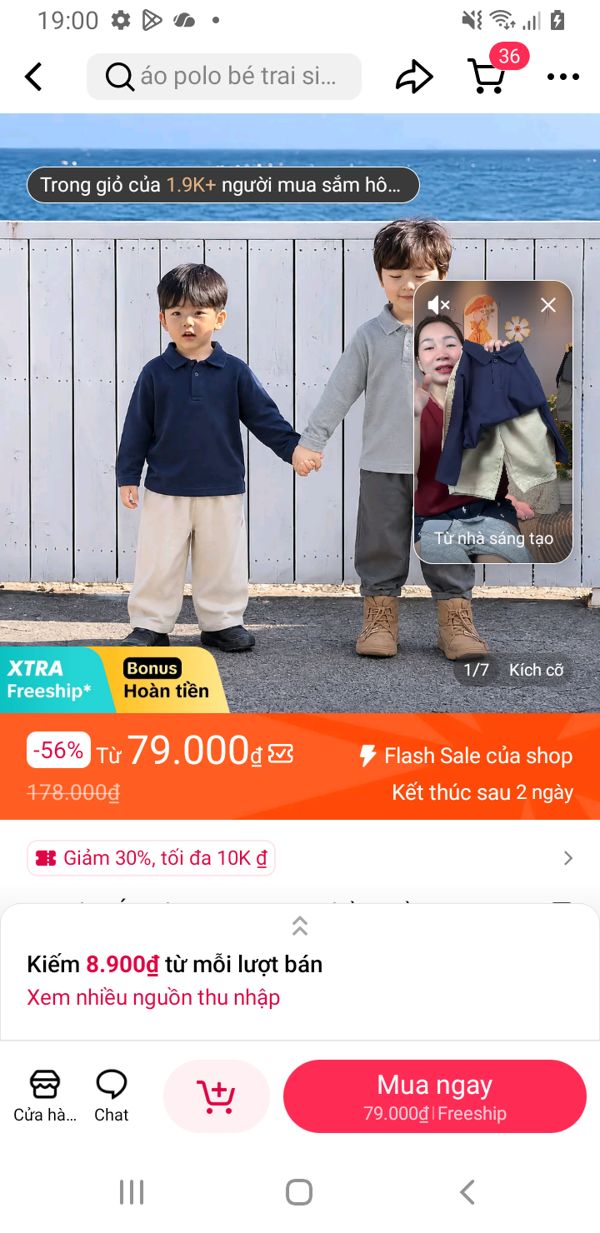 19:00
áo polo bé trai si...
36
Trong giỏ của 1.9K+ người mua sắm hô...
Từ nhà sáng tạo
XTRA
Freeship*
Bonus
Hoàn tiền
1/7 Kích cỡ
-56% Từ 79.000₫
Flash Sale của shop
178.000₫
Kết thúc sau 2 ngày
Giảm 30%, tối đa 10K ₫
Kiếm 8.900₫ từ mỗi lượt bán
Xem nhiều nguồn thu nhập
Cửa hà...
Chat
Mua ngay
79.000₫ | Freeship